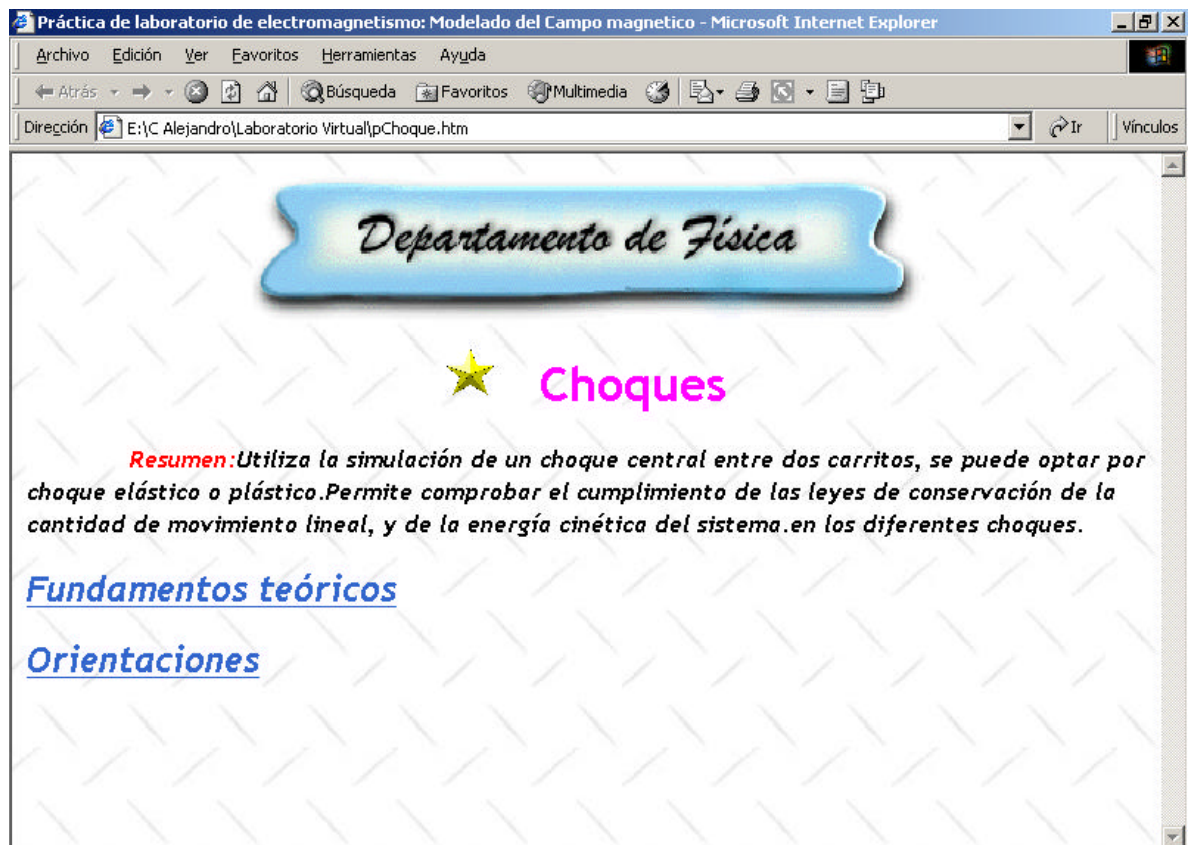 Práctica de laboratorio de electromagnetismo: Modelado del Campo magnetico - Microsoft Internet Explorer
Archivo Edición Ver Favoritos Herramientas Ayuda
Atrás Búsqueda Favoritos Multimedia
Dirección E:\C Alejandro\Laboratorio Virtual\pChoque.htm Ir Vínculos
Departamento de Física
Choques
Resumen:Utiliza la simulación de un choque central entre dos carritos, se puede optar por
choque elástico o plástico.Permite comprobar el cumplimiento de las leyes de conservación de la
cantidad de movimiento lineal, y de la energía cinética del sistema.en los diferentes choques.
Fundamentos teóricos
Orientaciones